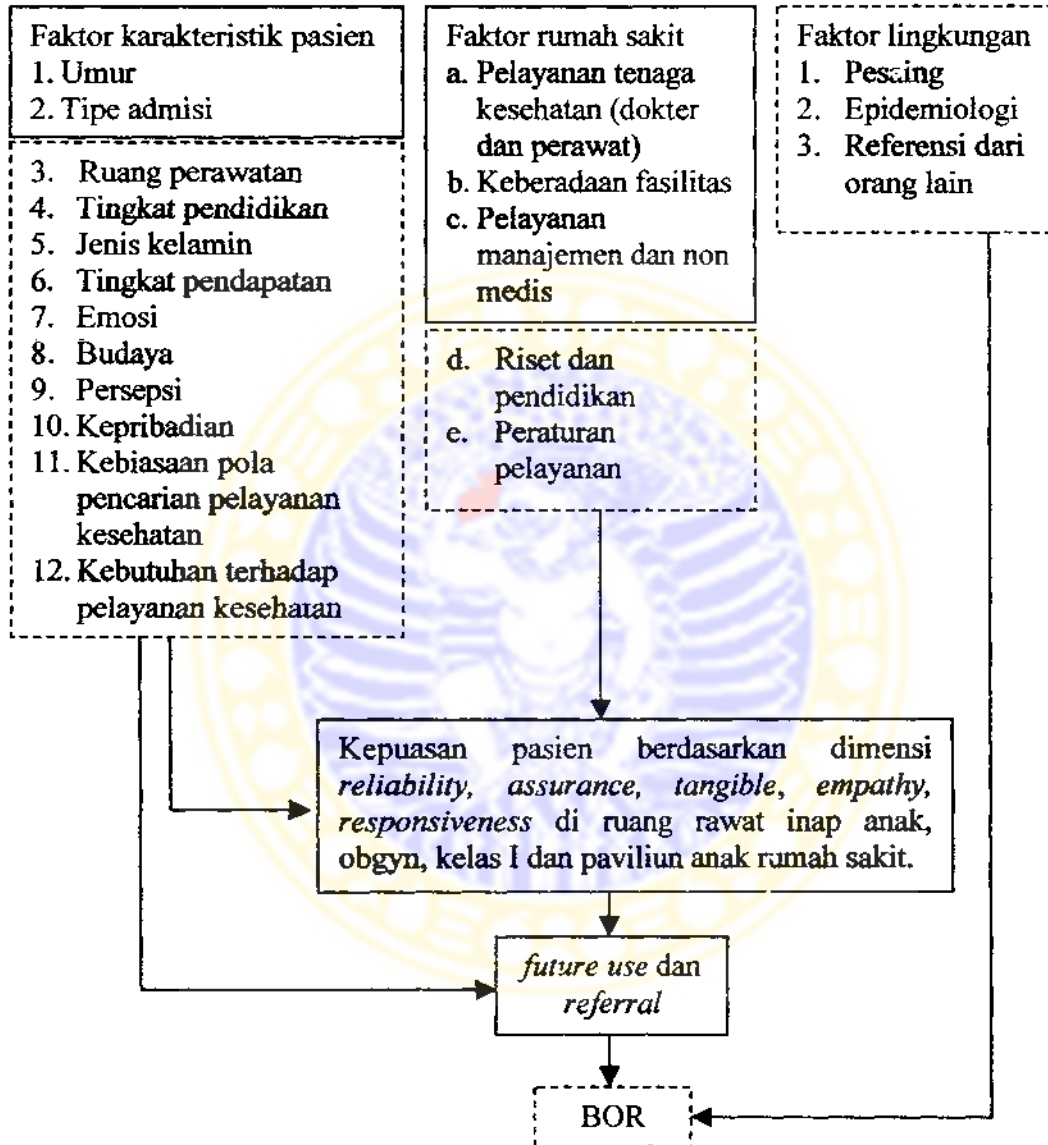 Faktor karakteristik pasien
1. Umur
2. Tipe admisi
3. Ruang perawatan
4. Tingkat pendidikan
5. Jenis kelamin
6. Tingkat pendapatan
7. Emosi
8. Budaya
9. Persepsi
10. Kepribadian
11. Kebiasaan pola
pencarian pelayanan
kesehatan
12. Kebutuhan terhadap
pelayanan kesehatan
Faktor rumah sakit
a. Pelayanan tenaga
kesehatan (dokter
dan perawat)
b. Keberadaan fasilitas
c. Pelayanan
manajemen dan non
medis
d. Riset dan
pendidikan
e. Peraturan
pelayanan
Faktor lingkungan
1. Pesaing
2. Epidemiologi
3. Referensi dari
orang lain
Kepuasan pasien berdasarkan dimensi
reliability, assurance, tangible, empathy,
responsiveness di ruang rawat inap anak,
obgyn, kelas I dan paviliun anak rumah sakit.
future use dan
referral
BOR